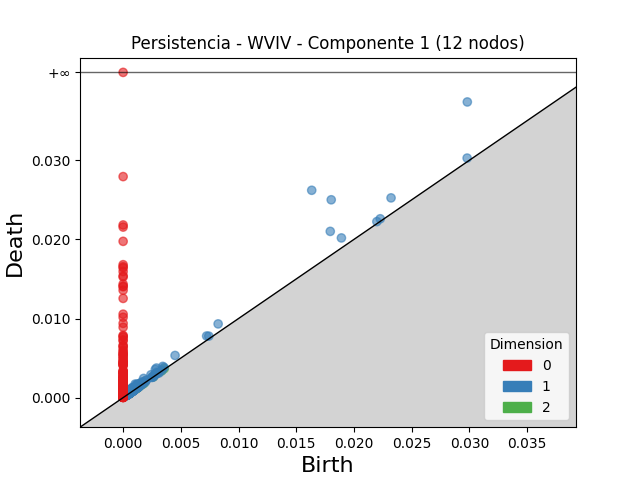 Persistencia - WVIV - Componente 1 (12 nodos)
+∞
0.030
0.020
0.010
0.000
Death
Dimension
0
1
2
0.000 0.005 0.010 0.015 0.020 0.025 0.030 0.035
Birth